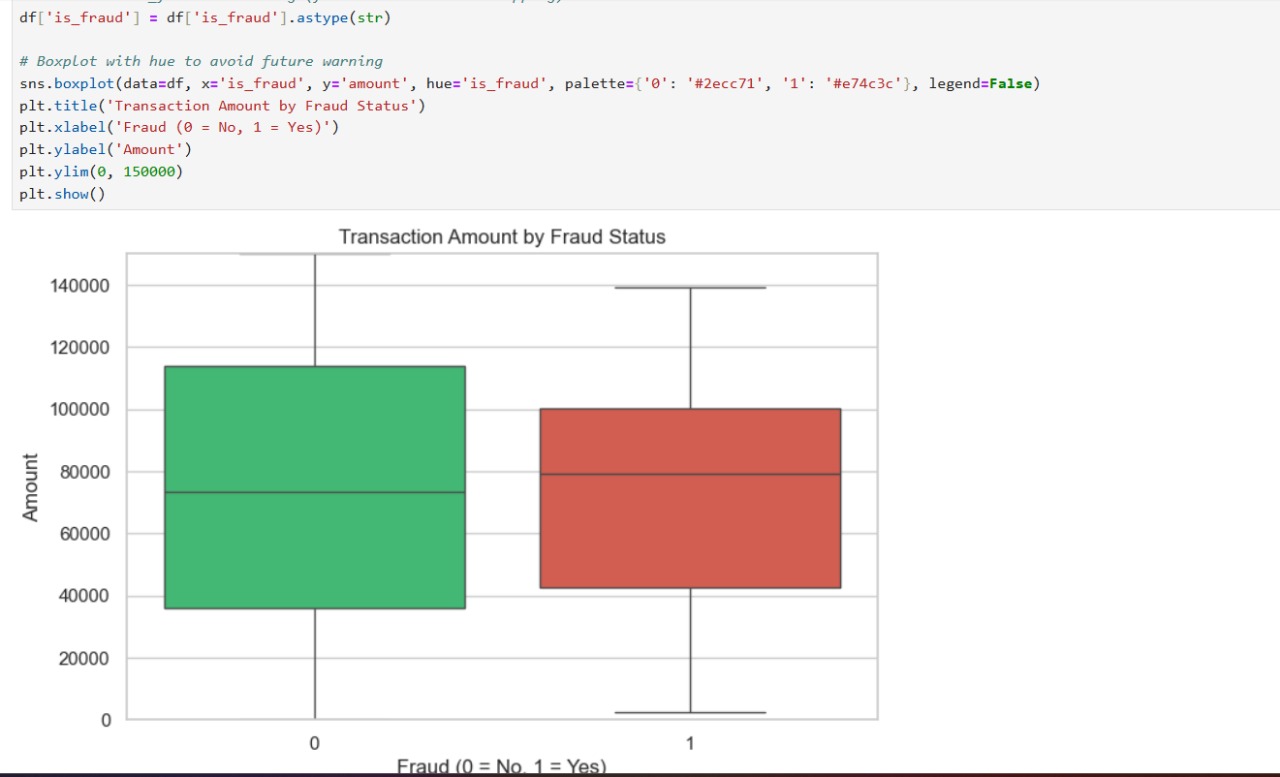 df['is_fraud'] = df['is_fraud'].astype(str)
# Boxplot with hue to avoid future warning
sns.boxplot(data=df, x='is_fraud', y='amount', hue='is_fraud', palette={'0': '#2ecc71', '1': '#e74c3c'}, legend=False)
plt.title('Transaction Amount by Fraud Status')
plt.xlabel('Fraud (0 = No, 1 = Yes)')
plt.ylabel('Amount')
plt.ylim(0, 150000)
plt.show()
Transaction Amount by Fraud Status
140000
120000
100000
80000
60000
40000
20000
0
Amount
0 1
Fraud (0 = No, 1 = Yes)